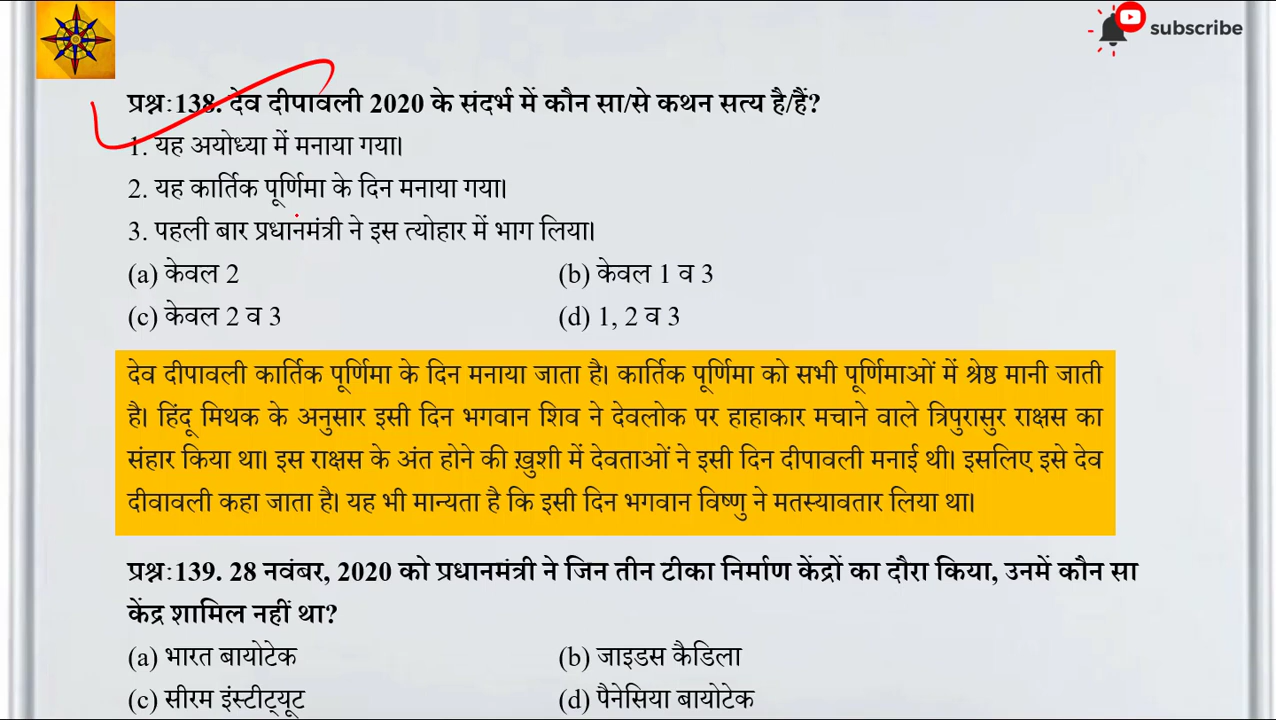 subscribe
प्रश्न:138. देव दीपावली 2020 के संदर्भ में कौन सा/से कथन सत्य है/हैं?
1. यह अयोध्या में मनाया गया।
2. यह कार्तिक पूर्णिमा के दिन मनाया गया।
3. पहली बार प्रधानमंत्री ने इस त्योहार में भाग लिया।
(a) केवल 2 (b) केवल 1 व 3
(c) केवल 2 व 3 (d) 1, 2 व 3
देव दीपावली कार्तिक पूर्णिमा के दिन मनाया जाता है। कार्तिक पूर्णिमा को सभी पूर्णिमाओं में श्रेष्ठ मानी जाती
है। हिंदू मिथक के अनुसार इसी दिन भगवान शिव ने देवलोक पर हाहाकार मचाने वाले त्रिपुरासुर राक्षस का
संहार किया था। इस राक्षस के अंत होने की ख़ुशी में देवताओं ने इसी दिन दीपावली मनाई थी। इसलिए इसे देव
दीवावली कहा जाता है। यह भी मान्यता है कि इसी दिन भगवान विष्णु ने मतस्यावतार लिया था।
प्रश्न:139. 28 नवंबर, 2020 को प्रधानमंत्री ने जिन तीन टीका निर्माण केंद्रों का दौरा किया, उनमें कौन सा
केंद्र शामिल नहीं था?
(a) भारत बायोटेक (b) जाइडस कैडिला
(c) सीरम इंस्टीट्यूट (d) पैनेसिया बायोटेक